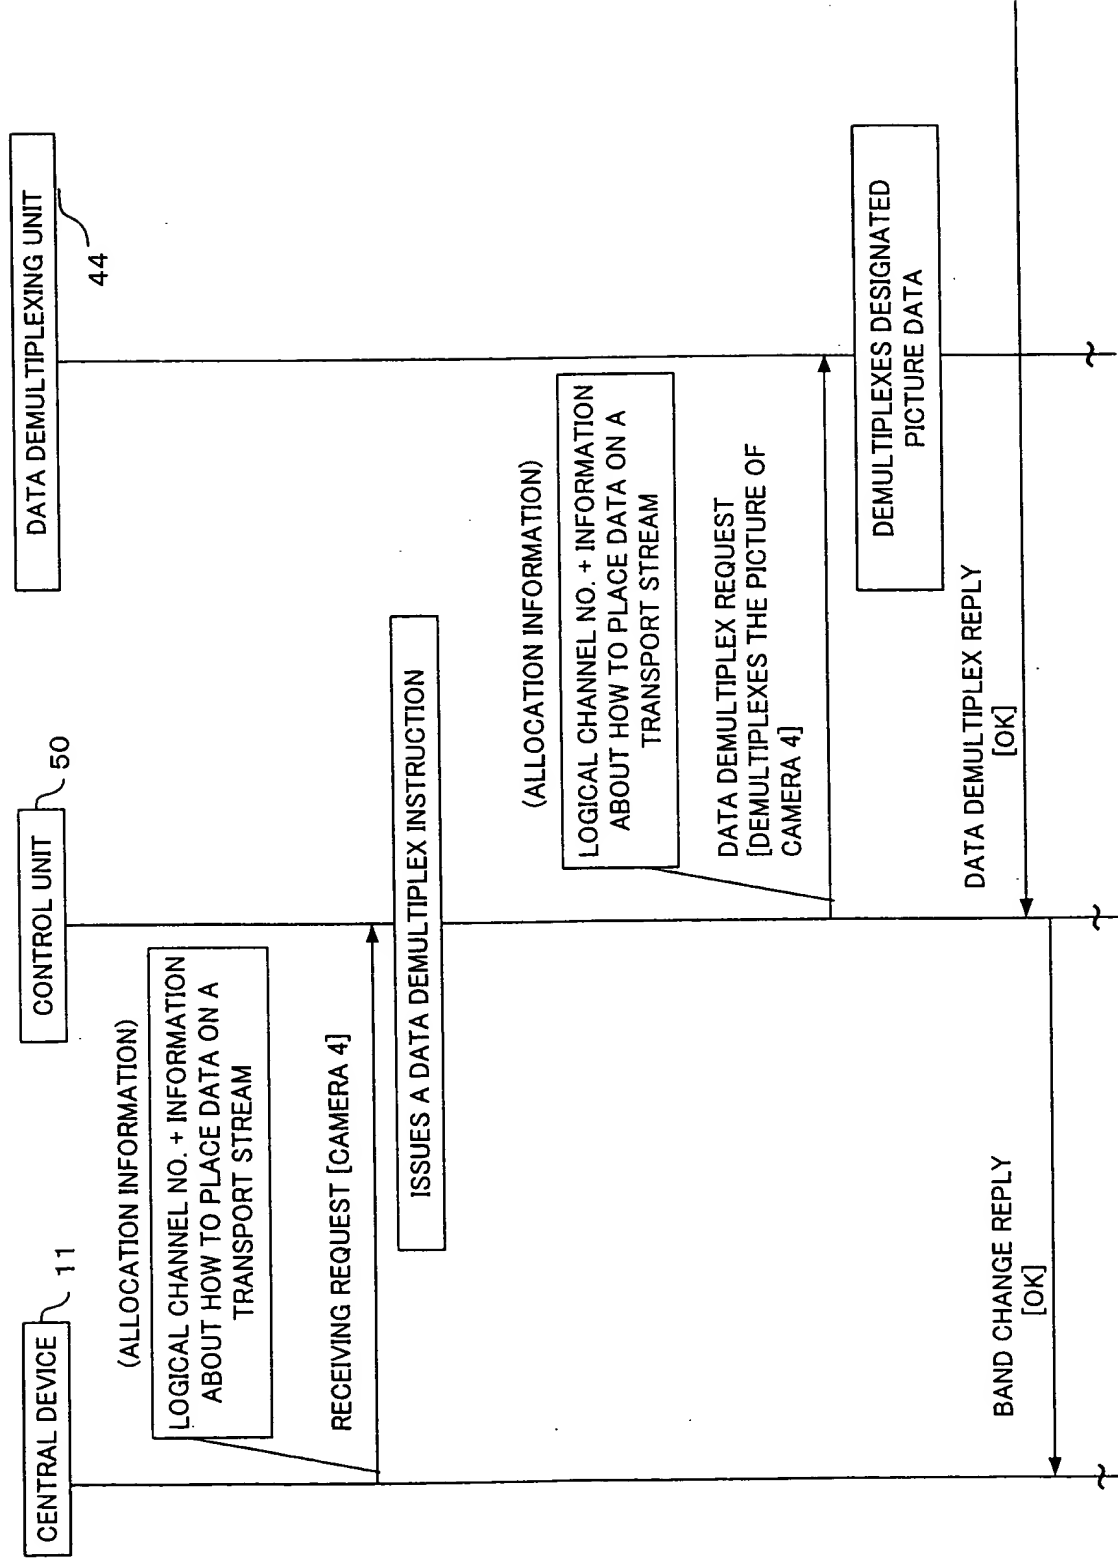 CENTRAL DEVICE
11
CONTROL UNIT
50
DATA DEMULTIPLEXING UNIT
44
(ALLOCATION INFORMATION)
LOGICAL CHANNEL NO. + INFORMATION
ABOUT HOW TO PLACE DATA ON A
TRANSPORT STREAM
RECEIVING REQUEST [CAMERA 4]
ISSUES A DATA DEMULTIPLEX INSTRUCTION
(ALLOCATION INFORMATION)
LOGICAL CHANNEL NO. + INFORMATION
ABOUT HOW TO PLACE DATA ON A
TRANSPORT STREAM
DATA DEMULTIPLEX REQUEST
[DEMULTIPLEXES THE PICTURE OF
CAMERA 4]
DEMULTIPLEXES DESIGNATED
PICTURE DATA
DATA DEMULTIPLEX REPLY
[OK]
BAND CHANGE REPLY
[OK]